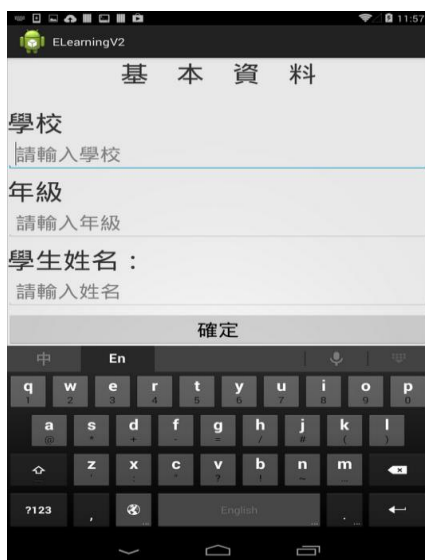 11:57
ELearningV2
基 本 資 料
學校
請輸入學校
年級
請輸入年級
學生姓名：
請輸入姓名
確定
中 En
q w e r t y u i o p
1 2 3 4 5 6 7 8 9 0
a s d f g h j k l
@ * + - = / # ( )
z x c v b n m
' : " ? ! ~ …
?123 , English .